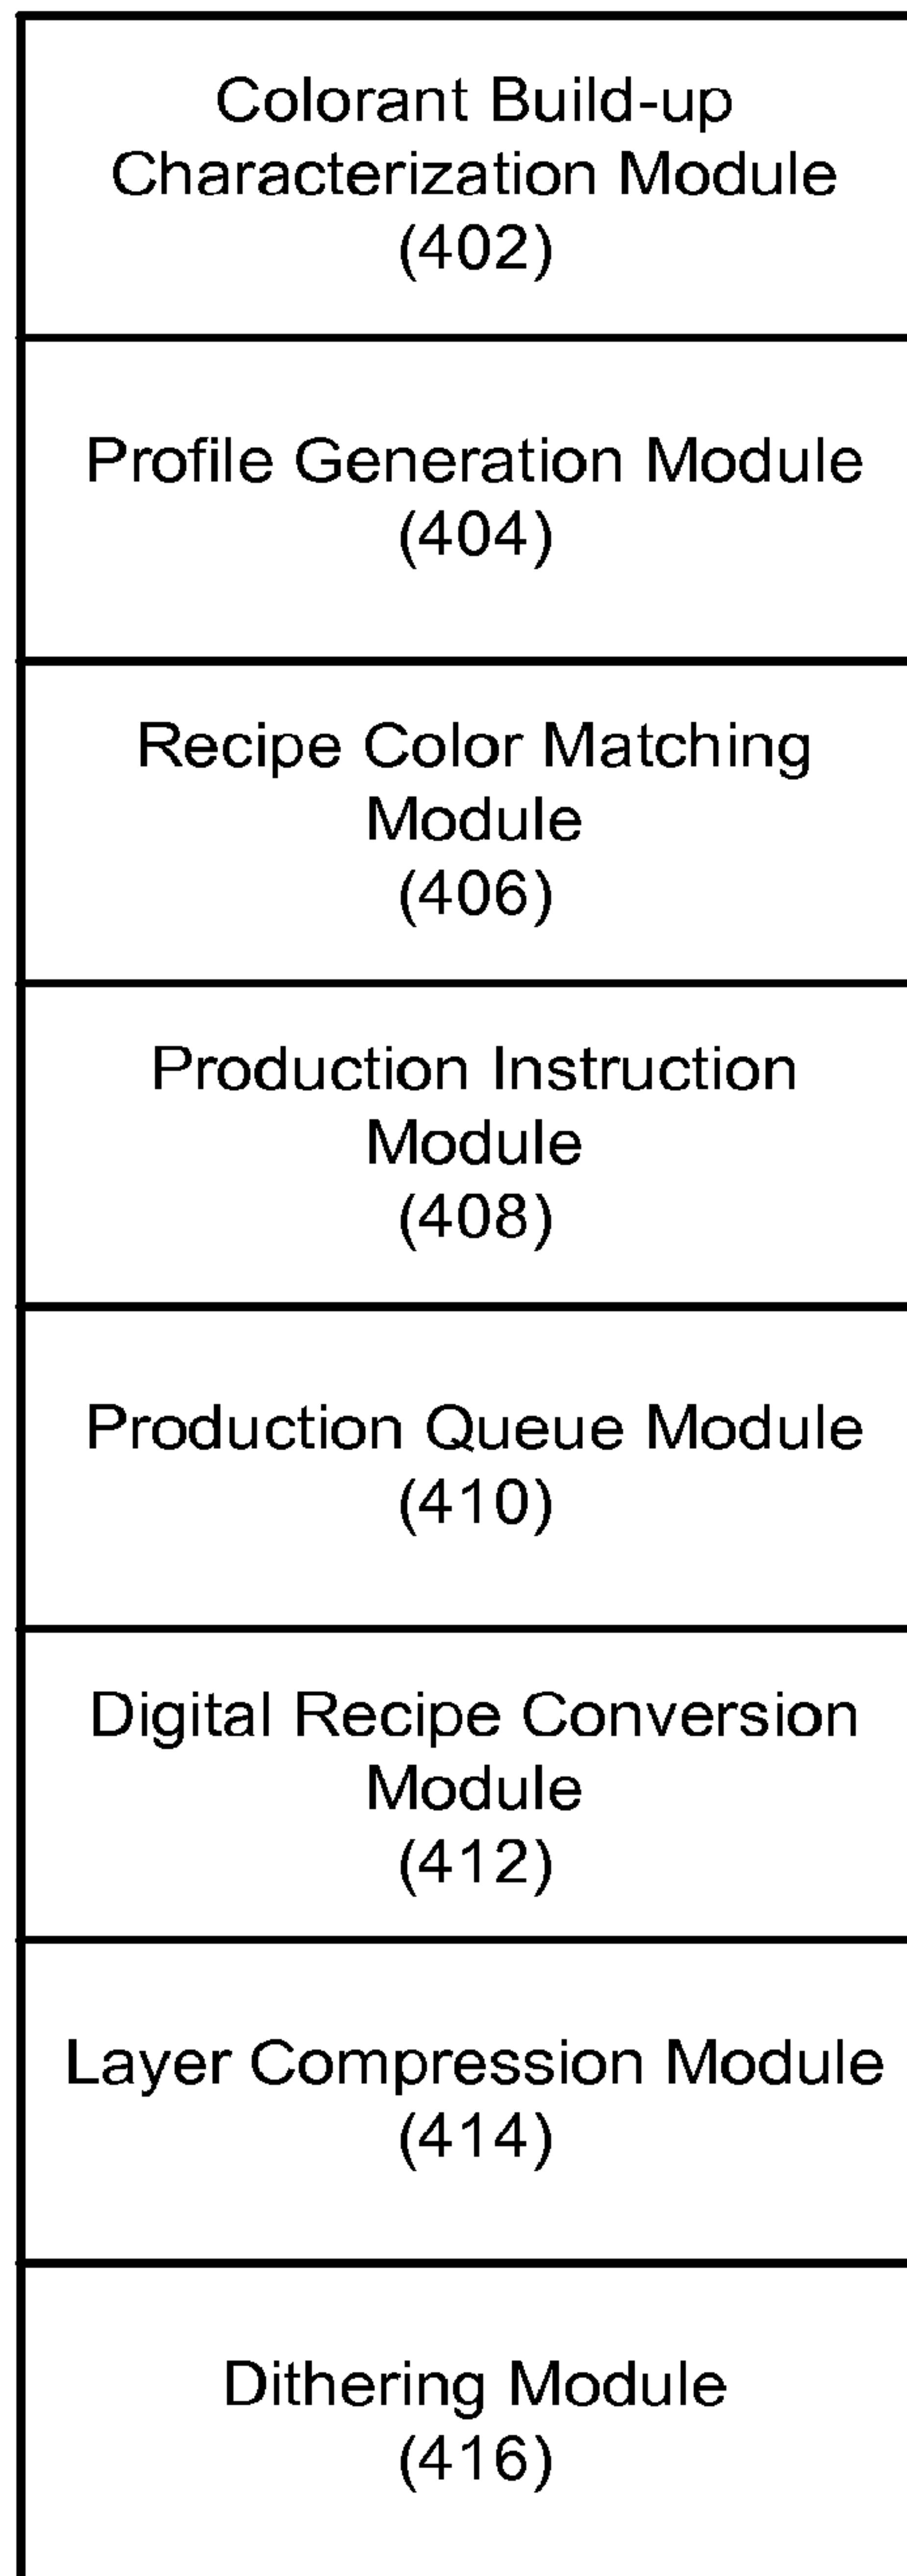 Colorant Build-up
Characterization Module
(402)
Profile Generation Module
(404)
Recipe Color Matching
Module
(406)
Production Instruction
Module
(408)
Production Queue Module
(410)
Digital Recipe Conversion
Module
(412)
Layer Compression Module
(414)
Dithering Module
(416)